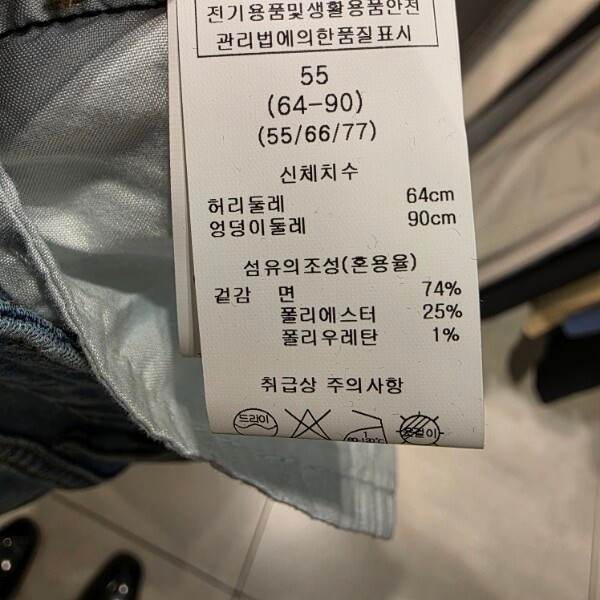 전기용품및생활용품안전
관리법에의한품질표시
55
(64-90)
(55/66/77)
신체치수
허리둘레 64cm
엉덩이둘레 90cm
섬유의조성(혼용율)
겉감 면 74%
폴리에스터 25%
폴리우레탄 1%
취급상 주의사항
드라이